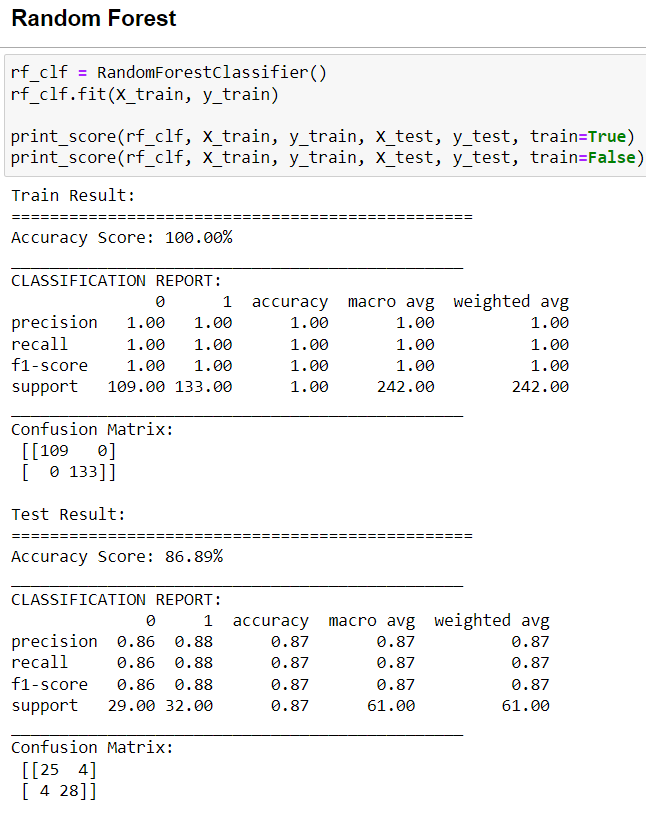 Random Forest
rf_clf = RandomForestClassifier()
rf_clf.fit(X_train, y_train)
print_score(rf_clf, X_train, y_train, X_test, y_test, train=True)
print_score(rf_clf, X_train, y_train, X_test, y_test, train=False)
Train Result:
================================================
Accuracy Score: 100.00%
_______________________________________________
CLASSIFICATION REPORT:
0 1 accuracy macro avg weighted avg
precision 1.00 1.00 1.00 1.00 1.00
recall 1.00 1.00 1.00 1.00 1.00
f1-score 1.00 1.00 1.00 1.00 1.00
support 109.00 133.00 1.00 242.00 242.00
_______________________________________________
Confusion Matrix:
[[109 0]
[ 0 133]]
Test Result:
================================================
Accuracy Score: 86.89%
_______________________________________________
CLASSIFICATION REPORT:
0 1 accuracy macro avg weighted avg
precision 0.86 0.88 0.87 0.87 0.87
recall 0.86 0.88 0.87 0.87 0.87
f1-score 0.86 0.88 0.87 0.87 0.87
support 29.00 32.00 0.87 61.00 61.00
_______________________________________________
Confusion Matrix:
[[25 4]
[ 4 28]]